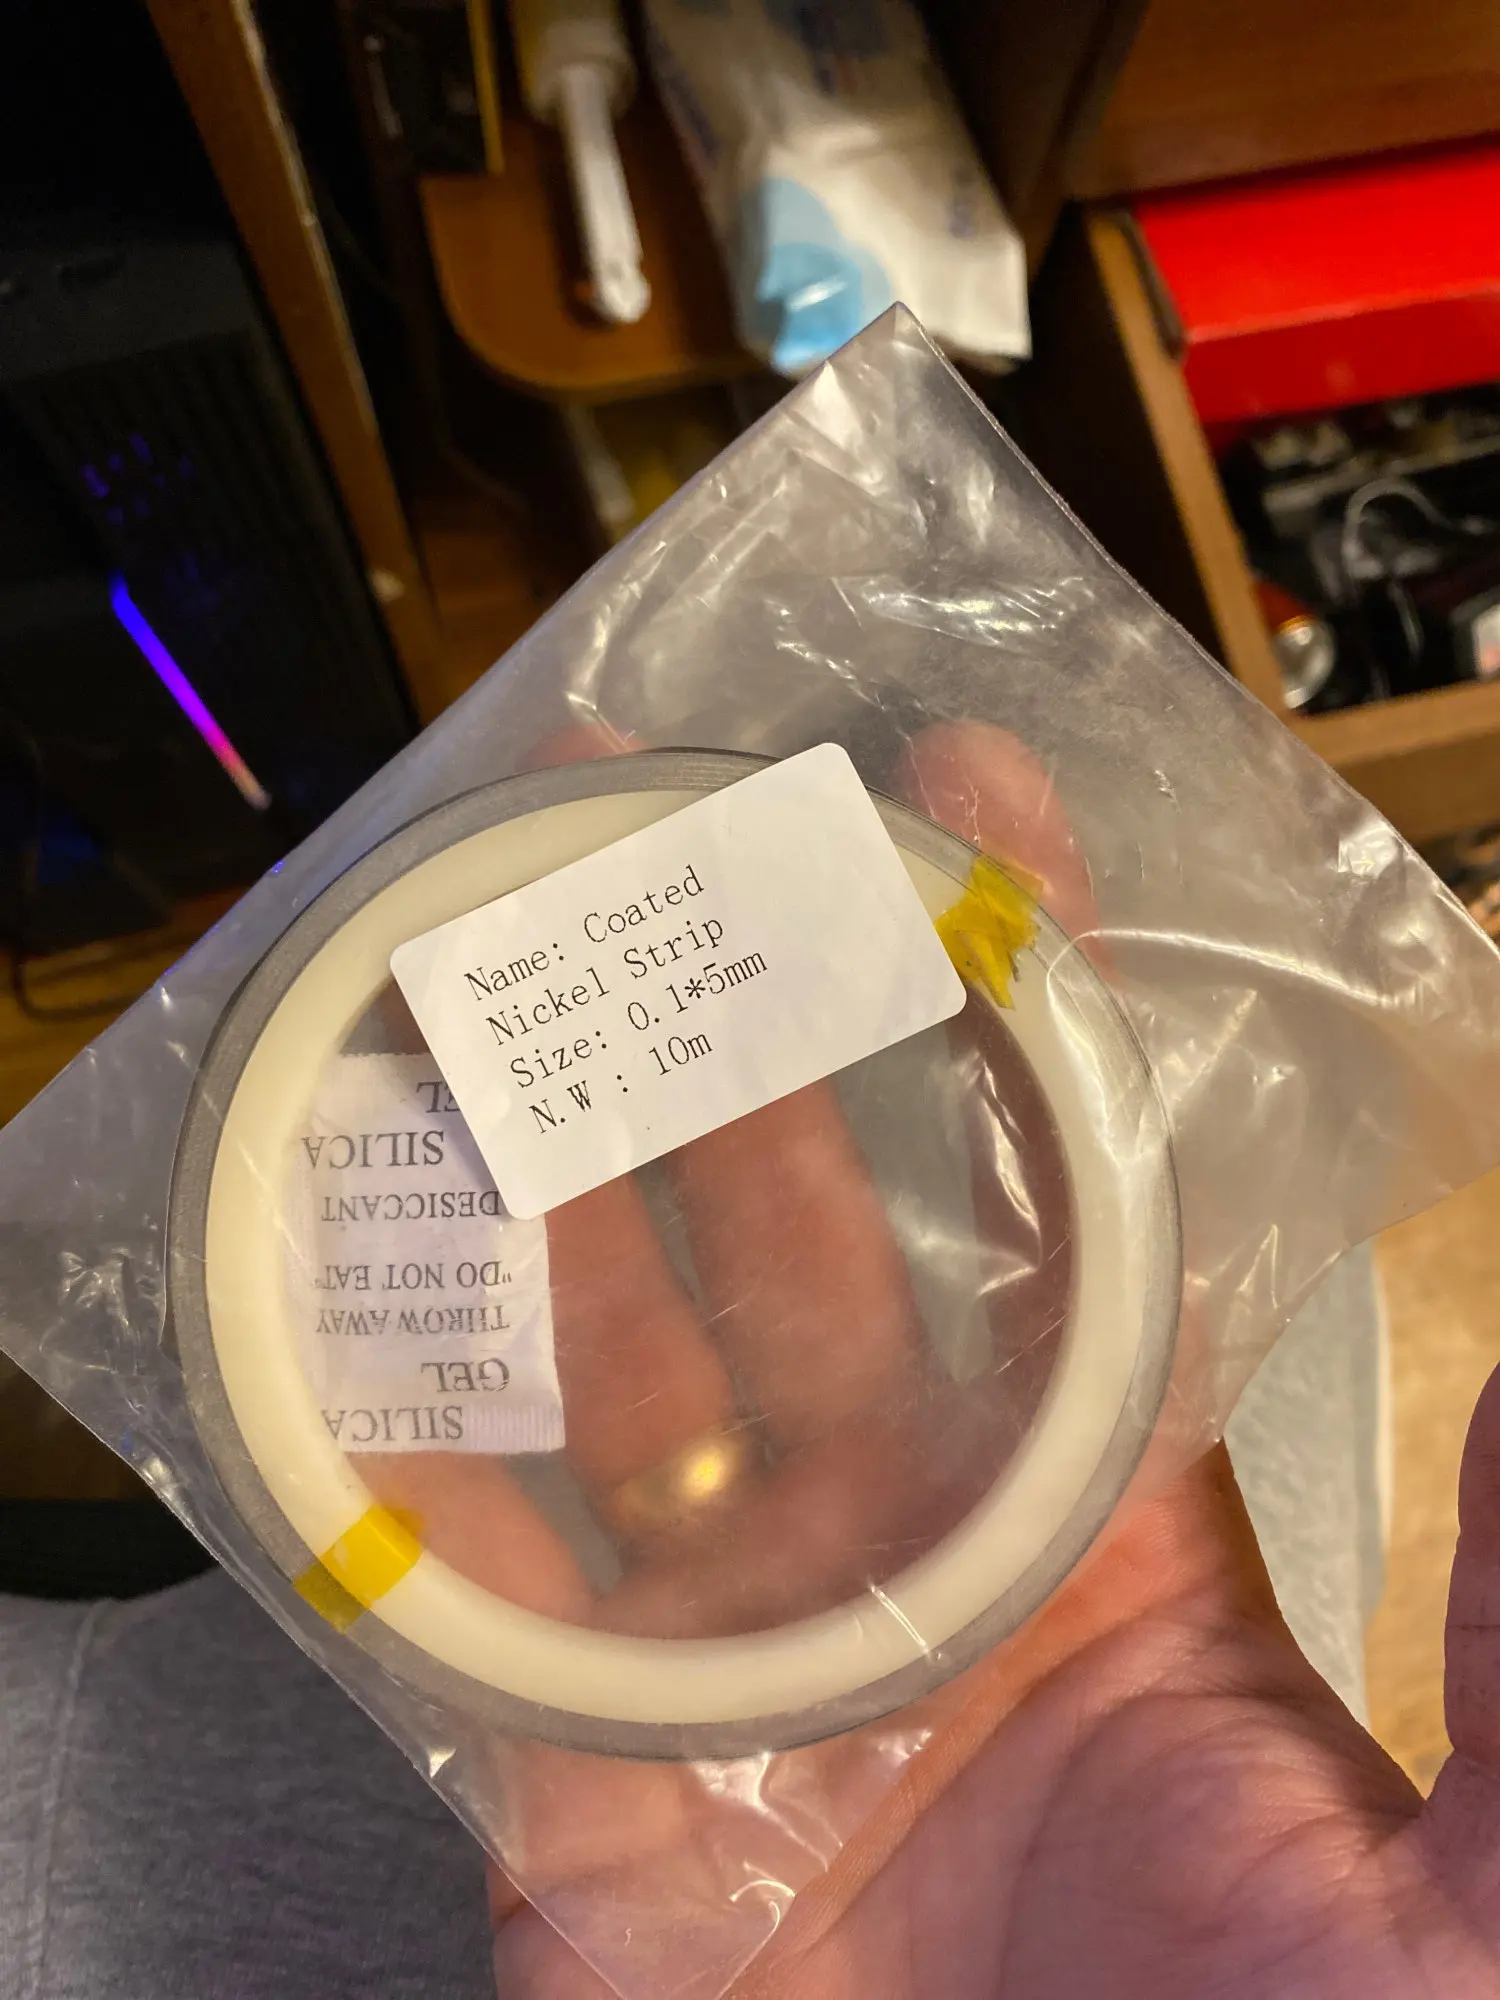 Name: Coated
Nickel Strip
Size: 0.1*5mm
N.W : 10m
SILICA
GEL
THROW AWAY
"DO NOT EAT"
DESICCANT
SILICA
GEL